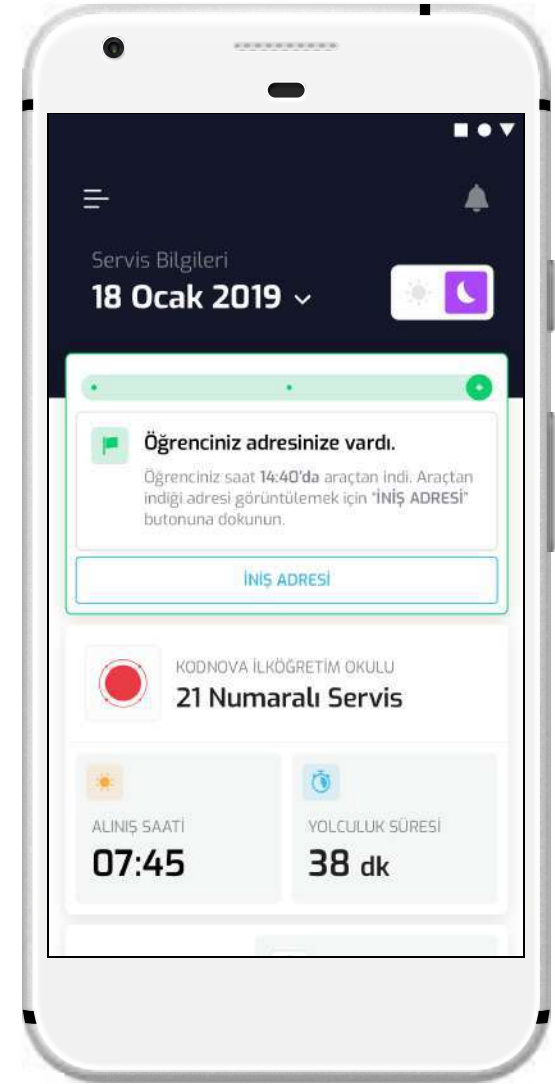 Servis Bilgileri
18 Ocak 2019
Öğrenciniz adresinize vardı.
Öğrenciniz saat 14:40'da araçtan indi. Araçtan
indiği adresi görüntülemek için "İNİŞ ADRESİ"
butonuna dokunun.
İNİŞ ADRESİ
KODNOVA İLKÖĞRETİM OKULU
21 Numaralı Servis
ALINIŞ SAATİ
07:45
YOLCULUK SÜRESİ
38 dk